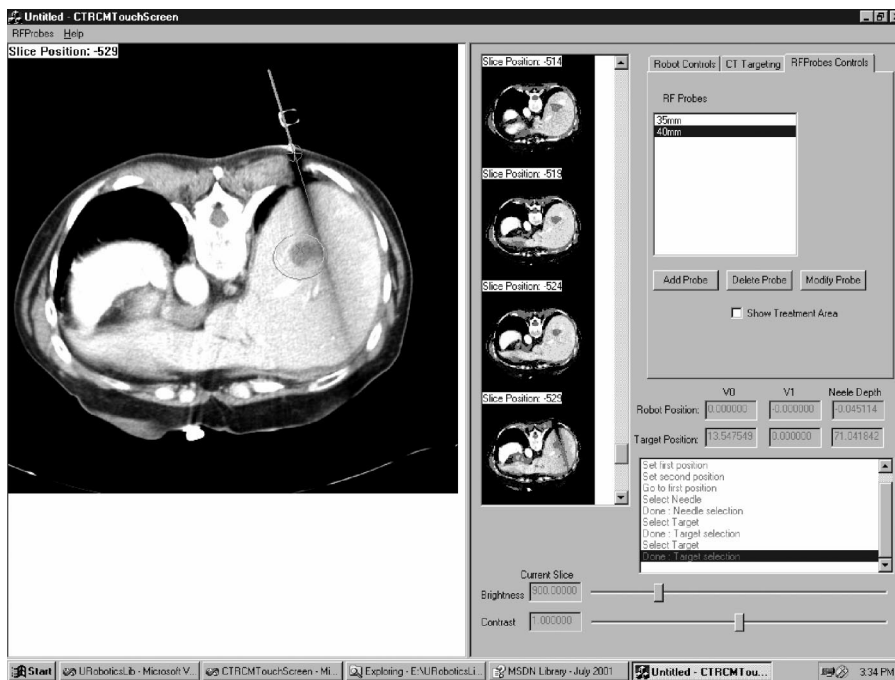 Untitled - CTRCMTouchScreen
RFProbes Help
Slice Position: -529
Slice Position: -514
Slice Position: -519
Slice Position: -524
Slice Position: -529
Robot Controls CT Targeting RFProbes Controls
RF Probes
35mm
40mm
Add Probe Delete Probe Modify Probe
Show Treatment Area
V0 V1 Neele Depth
Robot Position: 0.000000 -0.000000 -0.045114
Target Position: 13.547549 0.000000 71.041842
Set first position
Set second position
Go to first position
Select Needle
Done : Needle selection
Select Target
Done : Target selection
Select Target
Done : Target selection
Current Slice
Brightness 900.00000
Contrast 1.000000
Start URoboticsLib - Microsoft V... CTRCMTouchScreen - Mi... Exploring - E:\URoboticsLi... MSDN Library - July 2001 Untitled - CTRCMTou... 3:34 PM